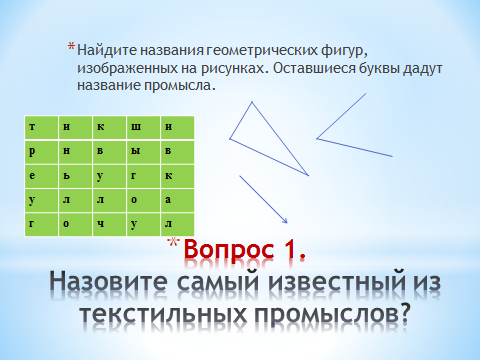 * Найдите названия геометрических фигур,
изображенных на рисунках. Оставшиеся буквы дадут
название промысла.
т и к ш и
р н в ы в
е ь у г к
у л л о а
г о ч у л
* Вопрос 1.
Назовите самый известный из
текстильных промыслов?